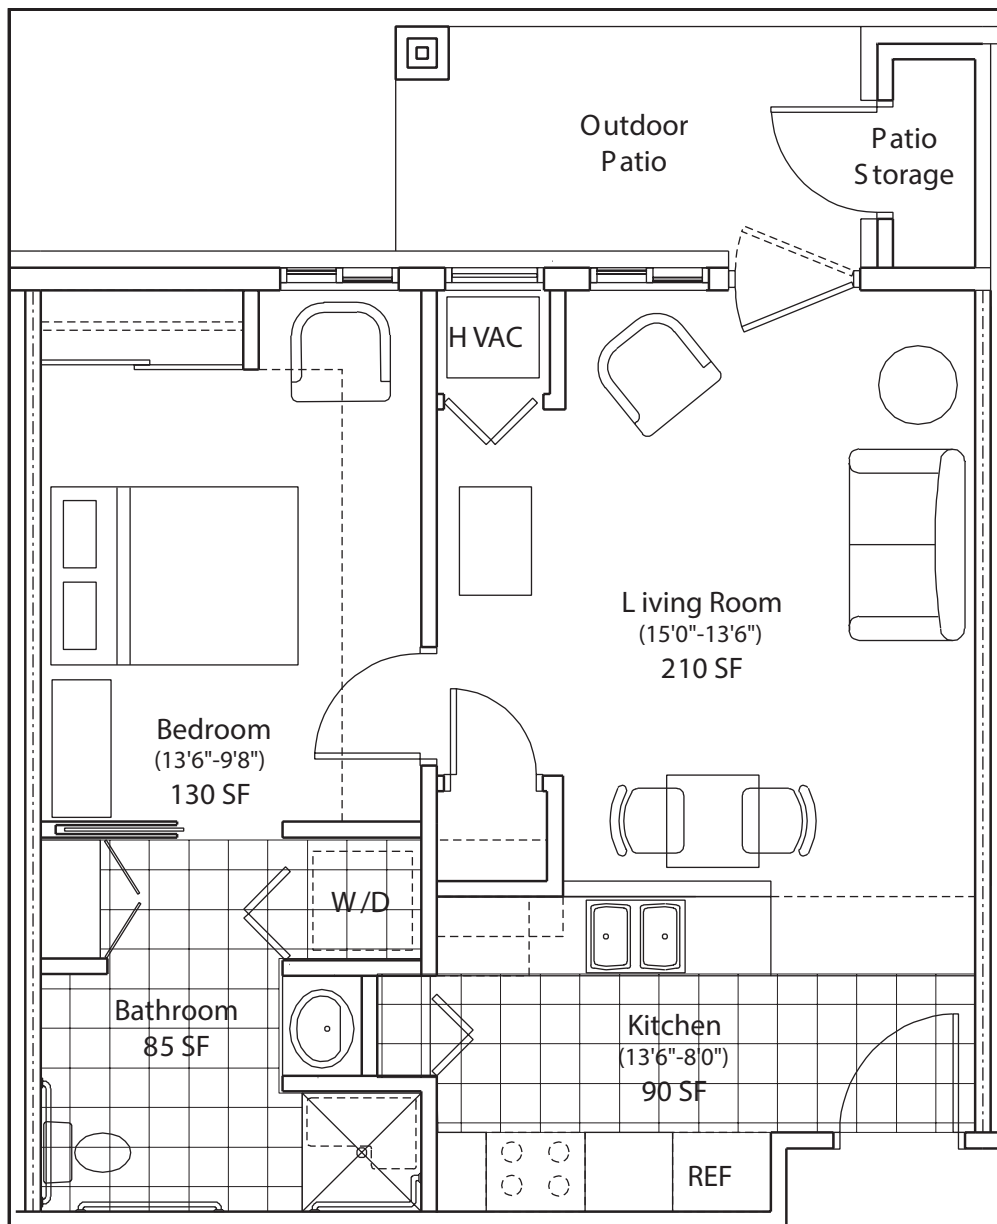 Outdoor
Patio
Patio
Storage
HVAC
Living Room
(15'0"-13'6")
210 SF
Bedroom
(13'6"-9'8")
130 SF
W/D
Bathroom
85 SF
Kitchen
(13'6"-8'0")
90 SF
REF